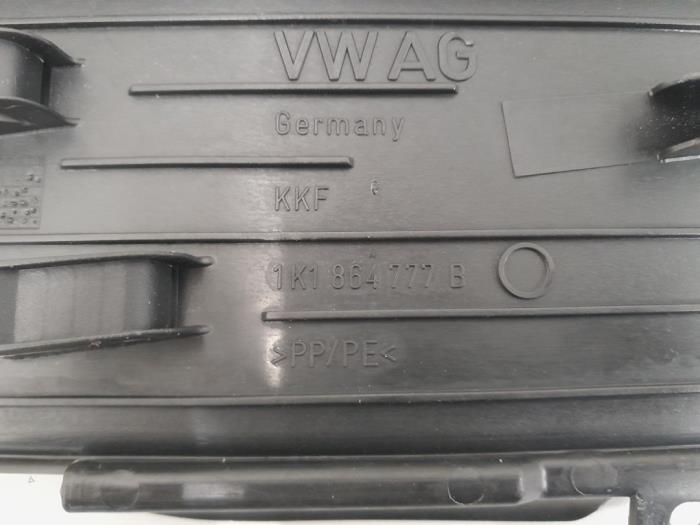 VW AG
Germany
KKF
1K1 864 777 B
>PP/PE<